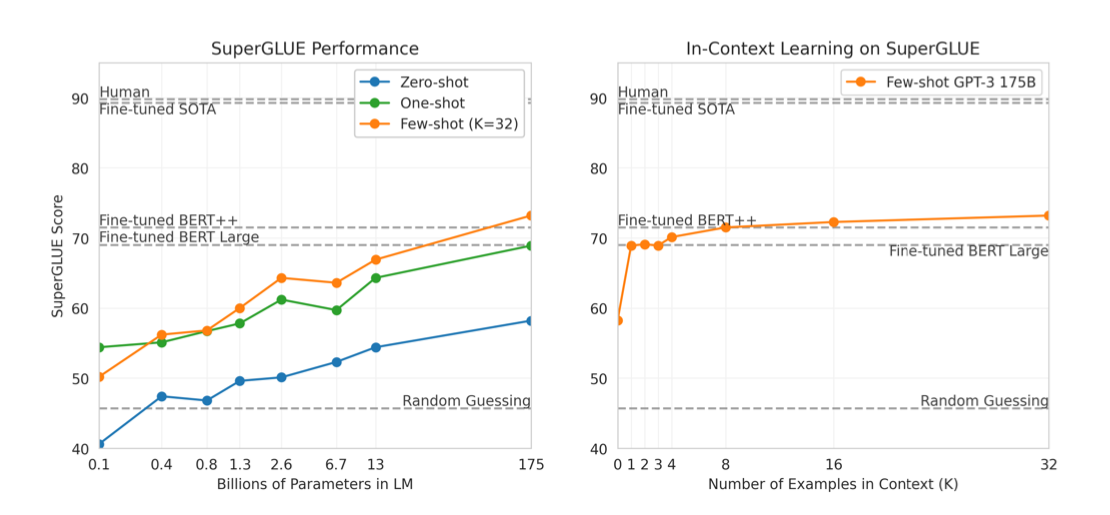 SuperGLUE Performance
90
80
70
60
50
40
SuperGLUE Score
Human
Fine-tuned SOTA
Zero-shot
One-shot
Few-shot (K=32)
Fine-tuned BERT++
Fine-tuned BERT Large
Random Guessing
0.1 0.4 0.8 1.3 2.6 6.7 13 175
Billions of Parameters in LM
In-Context Learning on SuperGLUE
90
80
70
60
50
40
Human
Fine-tuned SOTA
Few-shot GPT-3 175B
Fine-tuned BERT++
Fine-tuned BERT Large
Random Guessing
0 1 2 3 4 8 16 32
Number of Examples in Context (K)